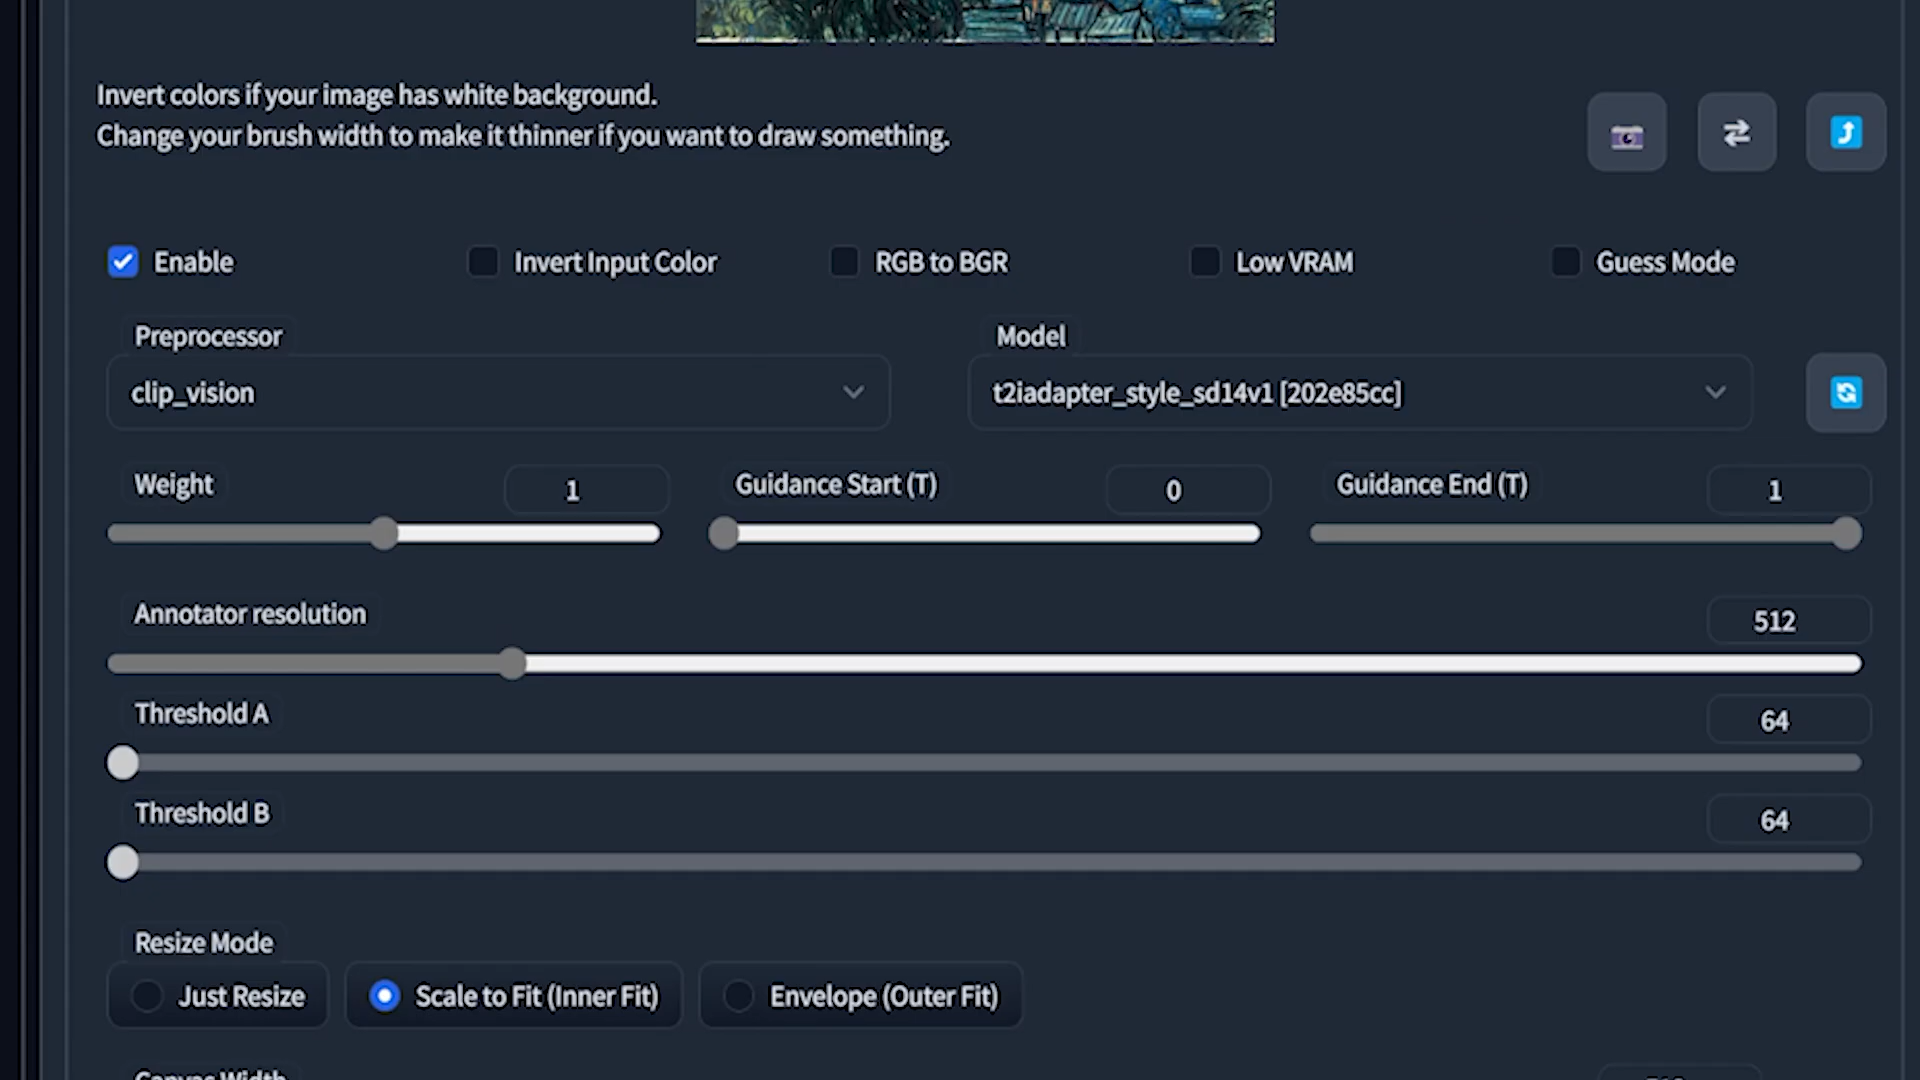 Invert colors if your image has white background.
Change your brush width to make it thinner if you want to draw something.
Enable
Invert Input Color
RGB to BGR
Low VRAM
Guess Mode
Preprocessor
Model
clip_vision
t2iadapter_style_sd14v1 [202e85cc]
Weight
1
Guidance Start (T)
0
Guidance End (T)
1
Annotator resolution
512
Threshold A
64
Threshold B
64
Resize Mode
Just Resize
Scale to Fit (Inner Fit)
Envelope (Outer Fit)
Canvas Width